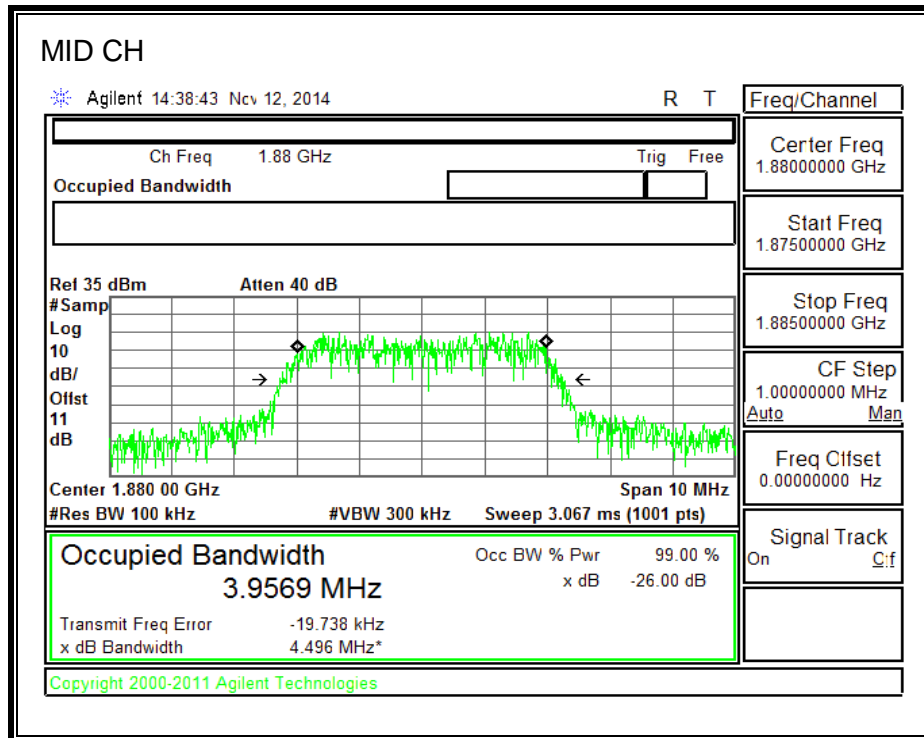 MID CH
Agilent 14:38:43 Nov 12, 2014 R T
Ch Freq 1.88 GHz Trig Free
Occupied Bandwidth
Ref 35 dBm Atten 40 dB
#Samp
Log
10
dB/
Offst
11
dB
Center 1.880 00 GHz Span 10 MHz
#Res BW 100 kHz #VBW 300 kHz Sweep 3.067 ms (1001 pts)
Occupied Bandwidth Occ BW % Pwr 99.00 %
3.9569 MHz x dB -26.00 dB
Transmit Freq Error -19.738 kHz
x dB Bandwidth 4.496 MHz*
Copyright 2000-2011 Agilent Technologies
Freq/Channel
Center Freq
1.88000000 GHz
Start Freq
1.87500000 GHz
Stop Freq
1.88500000 GHz
CF Step
1.00000000 MHz
Auto Man
Freq Offset
0.00000000 Hz
Signal Track
On Off